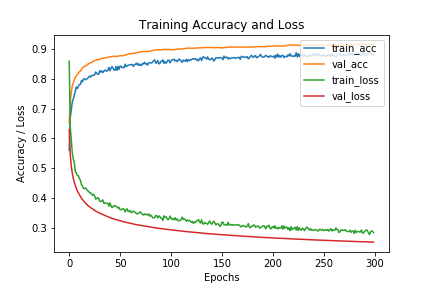 Training Accuracy and Loss
Accuracy / Loss
0.9
0.8
0.7
0.6
0.5
0.4
0.3
train_acc
val_acc
train_loss
val_loss
0 50 100 150 200 250 300
Epochs